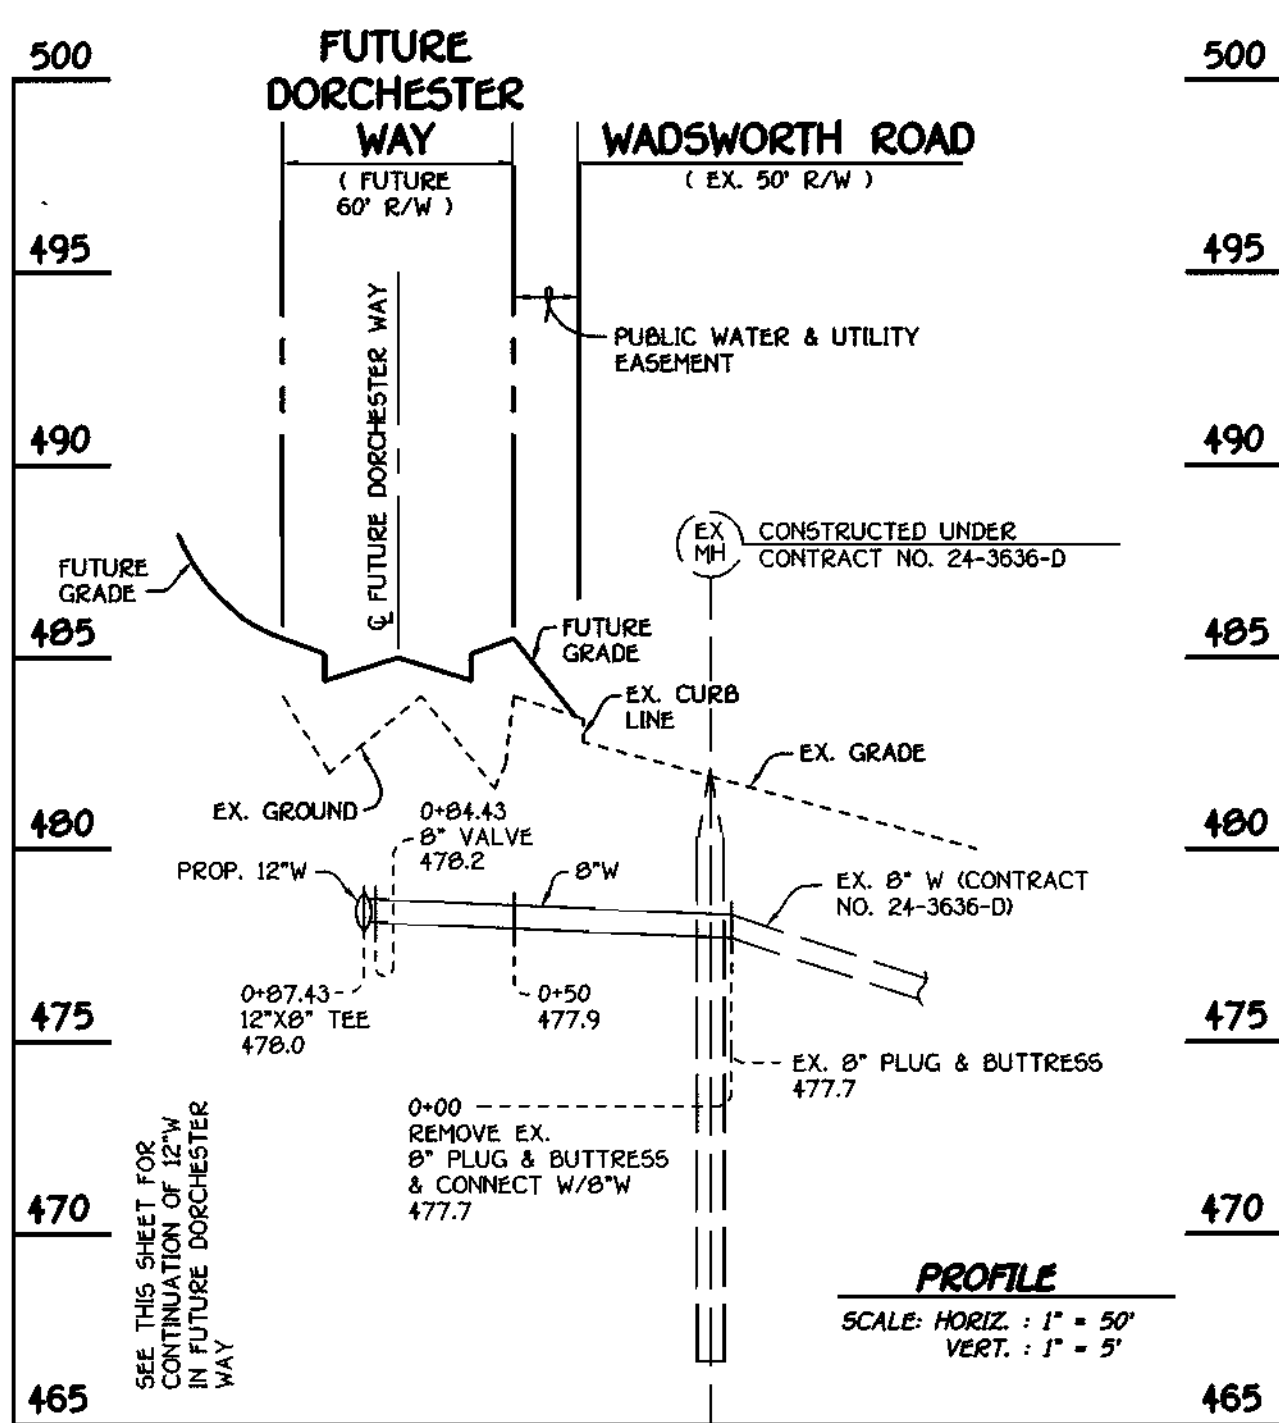 500
FUTURE
DORCHESTER
WAY
( FUTURE
60' R/W )
WADSWORTH ROAD
( EX. 50' R/W )
500
495
495
PUBLIC WATER & UTILITY
EASEMENT
℄ FUTURE DORCHESTER WAY
490
490
EX
MH
CONSTRUCTED UNDER
CONTRACT NO. 24-3636-D
FUTURE
GRADE
485
FUTURE
GRADE
485
EX. CURB
LINE
EX. GRADE
EX. GROUND
480
0+84.43
8" VALVE
478.2
480
PROP. 12"W
8"W
EX. 8" W (CONTRACT
NO. 24-3636-D)
0+87.43
12"X8" TEE
478.0
0+50
477.9
475
475
EX. 8" PLUG & BUTTRESS
477.7
0+00
REMOVE EX.
8" PLUG & BUTTRESS
& CONNECT W/8"W
477.7
SEE THIS SHEET FOR
CONTINUATION OF 12"W
IN FUTURE DORCHESTER
WAY
470
470
PROFILE
SCALE: HORIZ. : 1" = 50'
VERT. : 1" = 5'
465
465